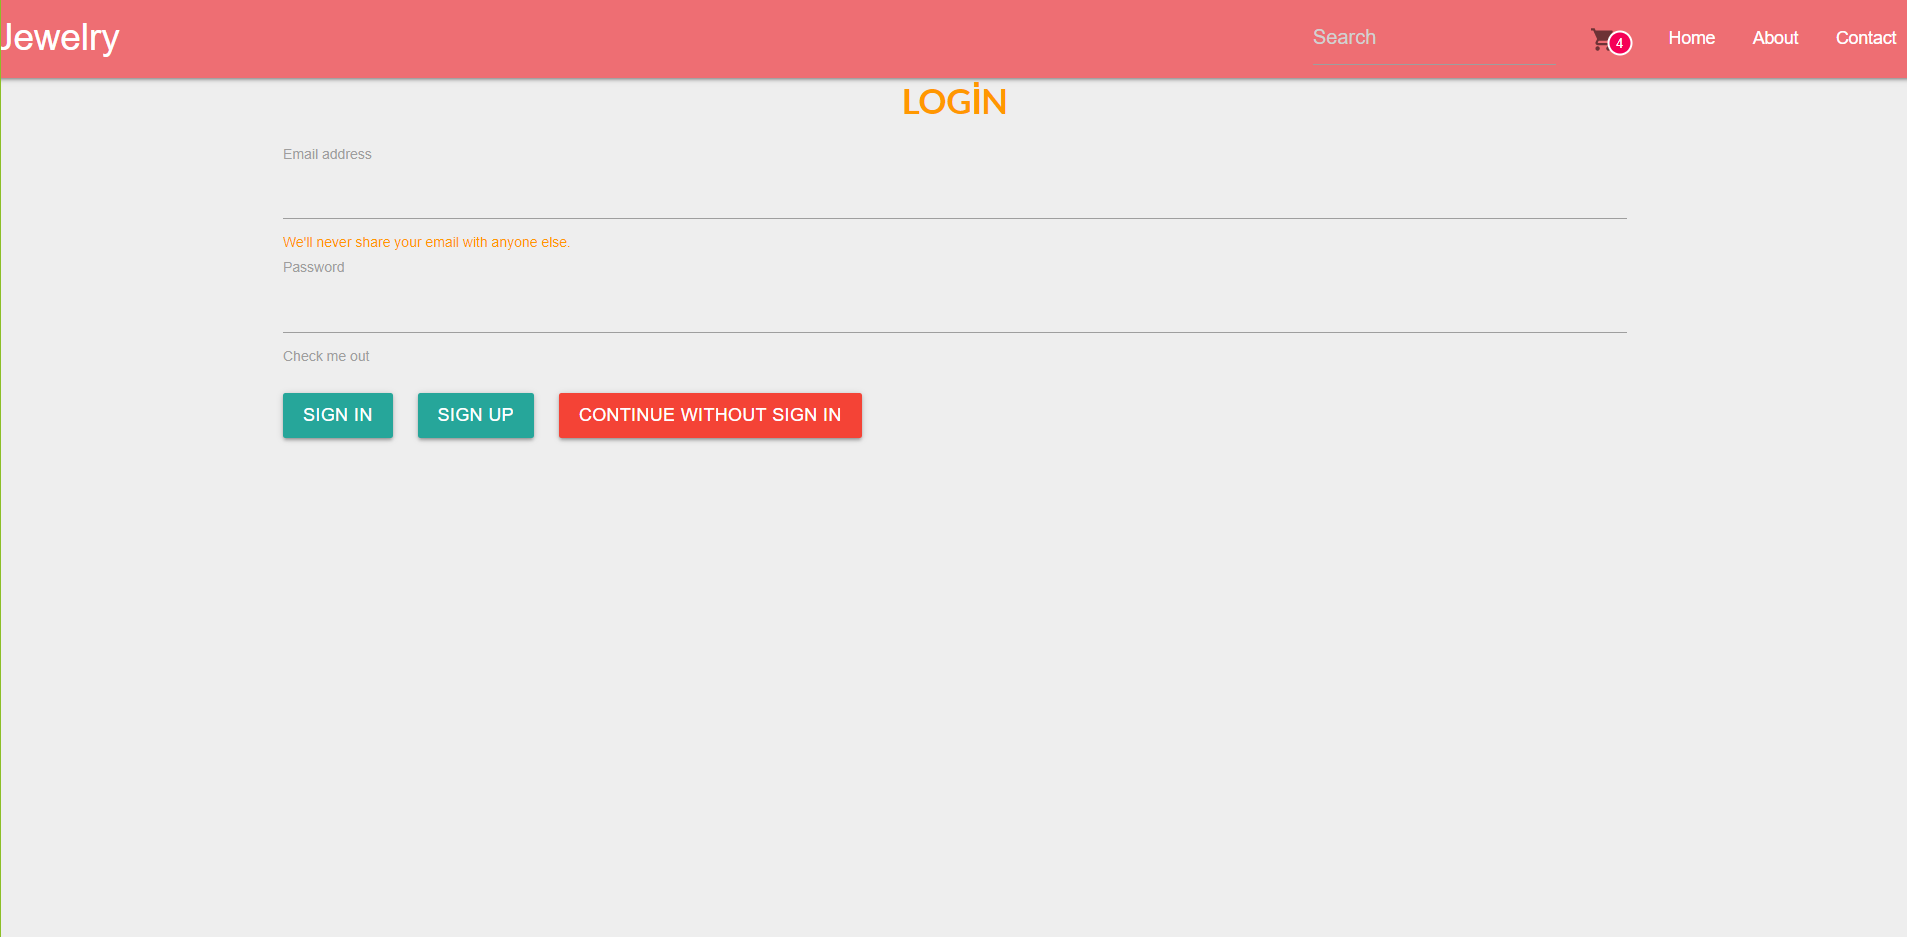 Jewelry
Search
4
Home
About
Contact
LOGİN
Email address
We'll never share your email with anyone else.
Password
Check me out
SIGN IN
SIGN UP
CONTINUE WITHOUT SIGN IN